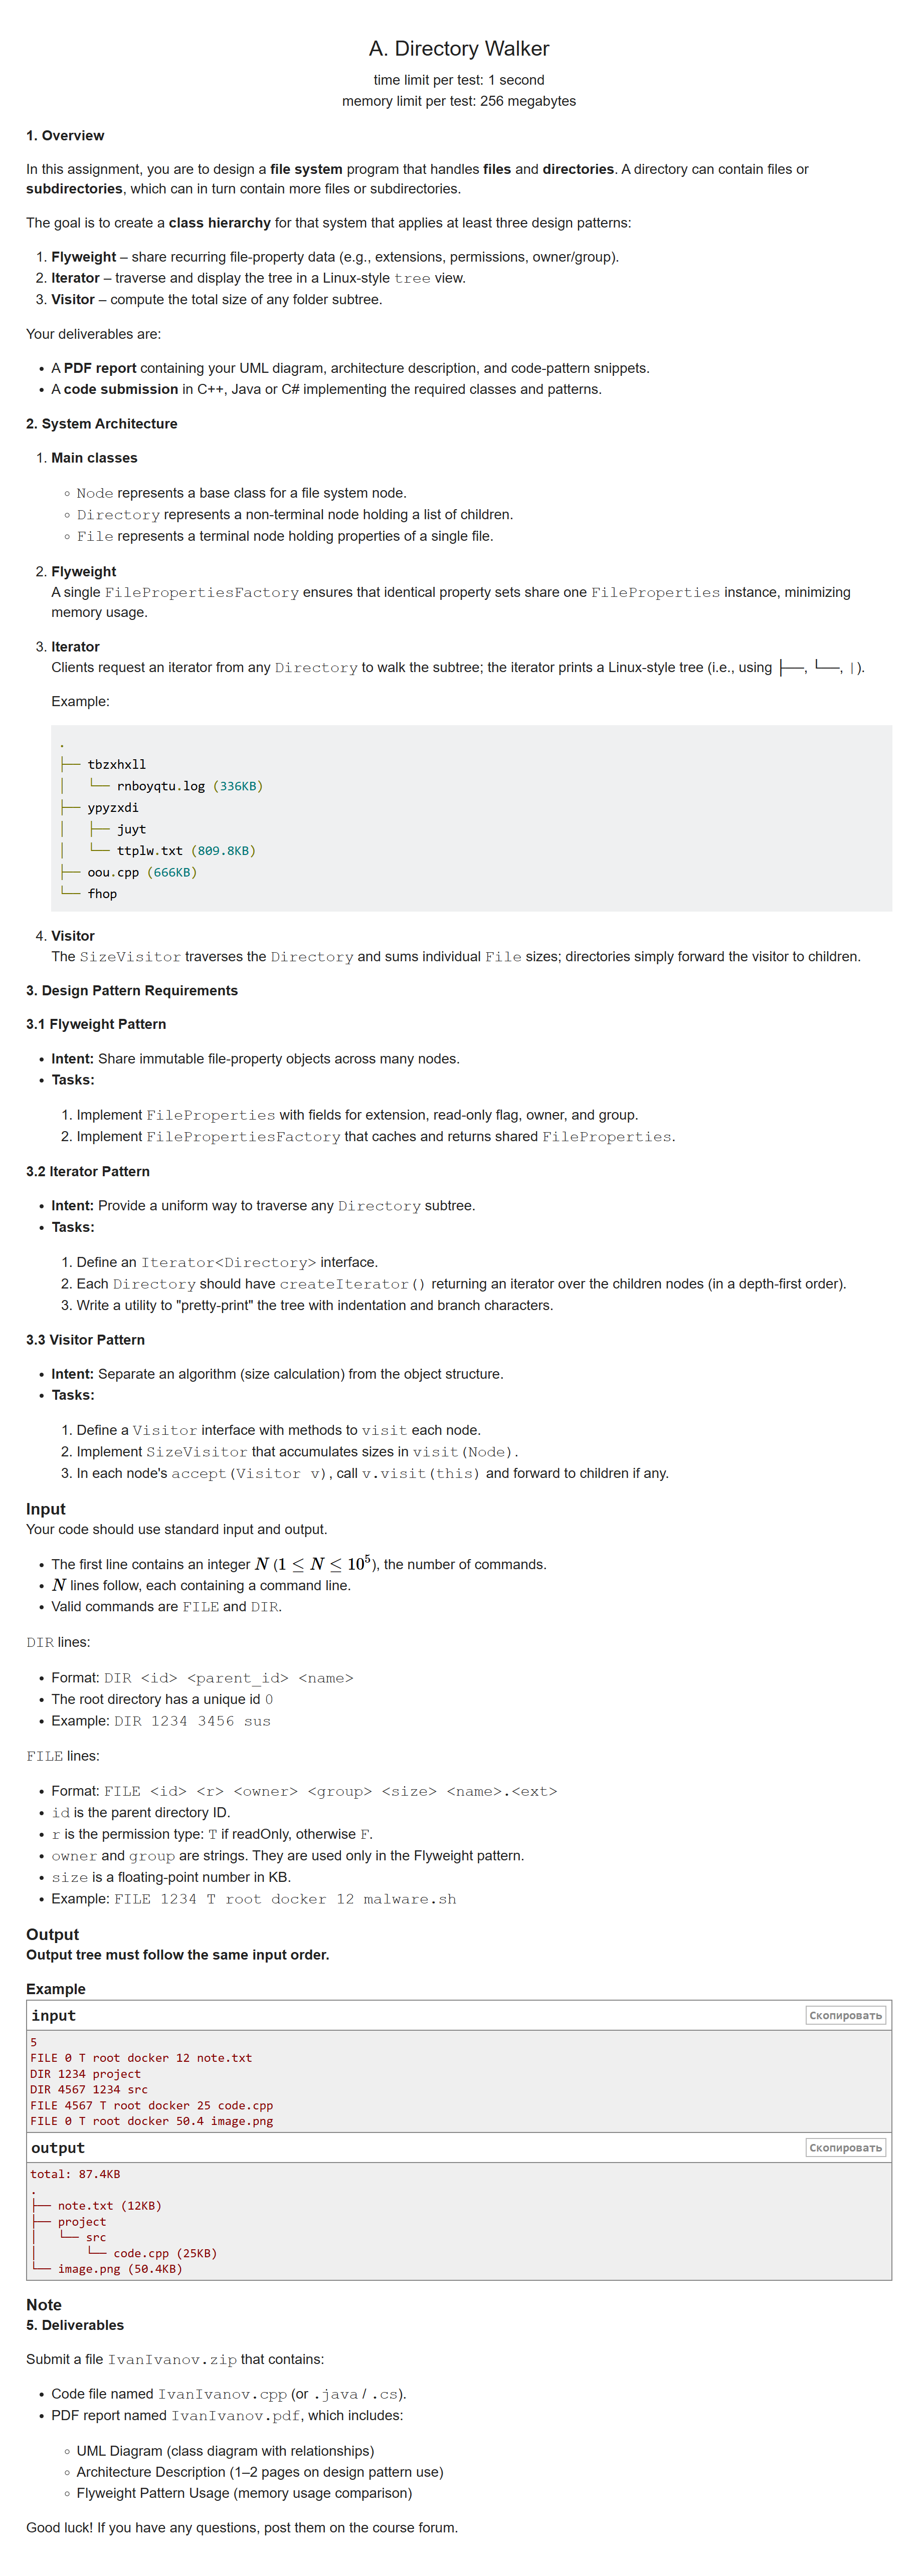 A. Directory Walker
time limit per test: 1 second
memory limit per test: 256 megabytes
1. Overview
In this assignment, you are to design a file system program that handles files and directories. A directory can contain files or
subdirectories, which can in turn contain more files or subdirectories.
The goal is to create a class hierarchy for that system that applies at least three design patterns:
1. Flyweight – share recurring file-property data (e.g., extensions, permissions, owner/group).
2. Iterator – traverse and display the tree in a Linux-style tree view.
3. Visitor – compute the total size of any folder subtree.
Your deliverables are:
• A PDF report containing your UML diagram, architecture description, and code-pattern snippets.
• A code submission in C++, Java or C# implementing the required classes and patterns.
2. System Architecture
1. Main classes
◦ Node represents a base class for a file system node.
◦ Directory represents a non-terminal node holding a list of children.
◦ File represents a terminal node holding properties of a single file.
2. Flyweight
A single FilePropertiesFactory ensures that identical property sets share one FileProperties instance, minimizing
memory usage.
3. Iterator
Clients request an iterator from any Directory to walk the subtree; the iterator prints a Linux-style tree (i.e., using ├──, └──, |).
Example:
.
├── tbzxhxll
│   └── rnboyqtu.log (336KB)
├── ypyzxdi
│   ├── juyt
│   └── ttplw.txt (809.8KB)
├── oou.cpp (666KB)
└── fhop
4. Visitor
The SizeVisitor traverses the Directory and sums individual File sizes; directories simply forward the visitor to children.
3. Design Pattern Requirements
3.1 Flyweight Pattern
• Intent: Share immutable file-property objects across many nodes.
• Tasks:
1. Implement FileProperties with fields for extension, read-only flag, owner, and group.
2. Implement FilePropertiesFactory that caches and returns shared FileProperties.
3.2 Iterator Pattern
• Intent: Provide a uniform way to traverse any Directory subtree.
• Tasks:
1. Define an Iterator<Directory> interface.
2. Each Directory should have createIterator() returning an iterator over the children nodes (in a depth-first order).
3. Write a utility to "pretty-print" the tree with indentation and branch characters.
3.3 Visitor Pattern
• Intent: Separate an algorithm (size calculation) from the object structure.
• Tasks:
1. Define a Visitor interface with methods to visit each node.
2. Implement SizeVisitor that accumulates sizes in visit(Node).
3. In each node's accept(Visitor v), call v.visit(this) and forward to children if any.
Input
Your code should use standard input and output.
• The first line contains an integer N (1 ≤ N ≤ 10⁵), the number of commands.
• N lines follow, each containing a command line.
• Valid commands are FILE and DIR.
DIR lines:
• Format: DIR <id> <parent_id> <name>
• The root directory has a unique id 0
• Example: DIR 1234 3456 sus
FILE lines:
• Format: FILE <id> <r> <owner> <group> <size> <name>.<ext>
• id is the parent directory ID.
• r is the permission type: T if readOnly, otherwise F.
• owner and group are strings. They are used only in the Flyweight pattern.
• size is a floating-point number in KB.
• Example: FILE 1234 T root docker 12 malware.sh
Output
Output tree must follow the same input order.
Example
input
Скопировать
5
FILE 0 T root docker 12 note.txt
DIR 1234 project
DIR 4567 1234 src
FILE 4567 T root docker 25 code.cpp
FILE 0 T root docker 50.4 image.png
output
Скопировать
total: 87.4KB
.
├── note.txt (12KB)
├── project
│   └── src
│       └── code.cpp (25KB)
└── image.png (50.4KB)
Note
5. Deliverables
Submit a file IvanIvanov.zip that contains:
• Code file named IvanIvanov.cpp (or .java / .cs).
• PDF report named IvanIvanov.pdf, which includes:
◦ UML Diagram (class diagram with relationships)
◦ Architecture Description (1–2 pages on design pattern use)
◦ Flyweight Pattern Usage (memory usage comparison)
Good luck! If you have any questions, post them on the course forum.